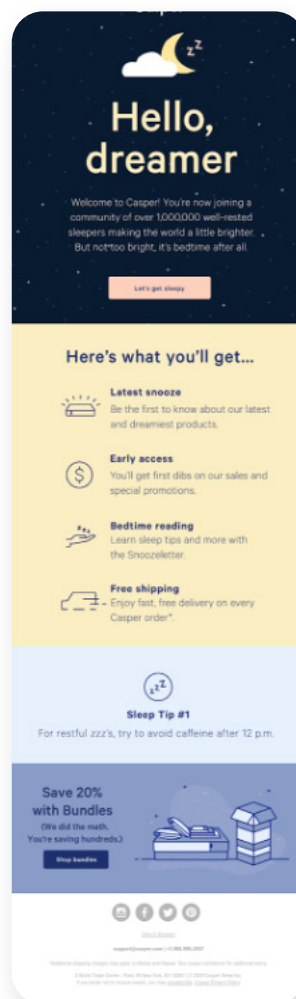 zzZ
Hello,
dreamer
Welcome to Casper! You're now joining a
community of over 1,000,000 well-rested
sleepers making the world a little brighter.
But not too bright, it's bedtime after all.
Let's get sleepy
Here's what you'll get...
Latest snooze
Be the first to know about our latest
and dreamiest products.
$
Early access
You'll get first dibs on our sales and
special promotions.
Bedtime reading
Learn sleep tips and more with
the Snoozeletter.
Free shipping
Enjoy fast, free delivery on every
Casper order*.
zzZ
Sleep Tip #1
For restful zzz's, try to avoid caffeine after 12 p.m.
Save 20%
with Bundles
(We did the math.
You're saving hundreds.)
Shop bundles